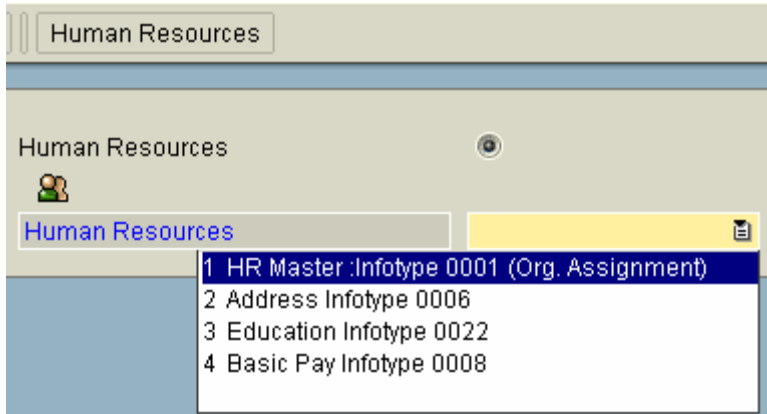 Human Resources
Human Resources
Human Resources
1 HR Master :Infotype 0001 (Org. Assignment)
2 Address Infotype 0006
3 Education Infotype 0022
4 Basic Pay Infotype 0008